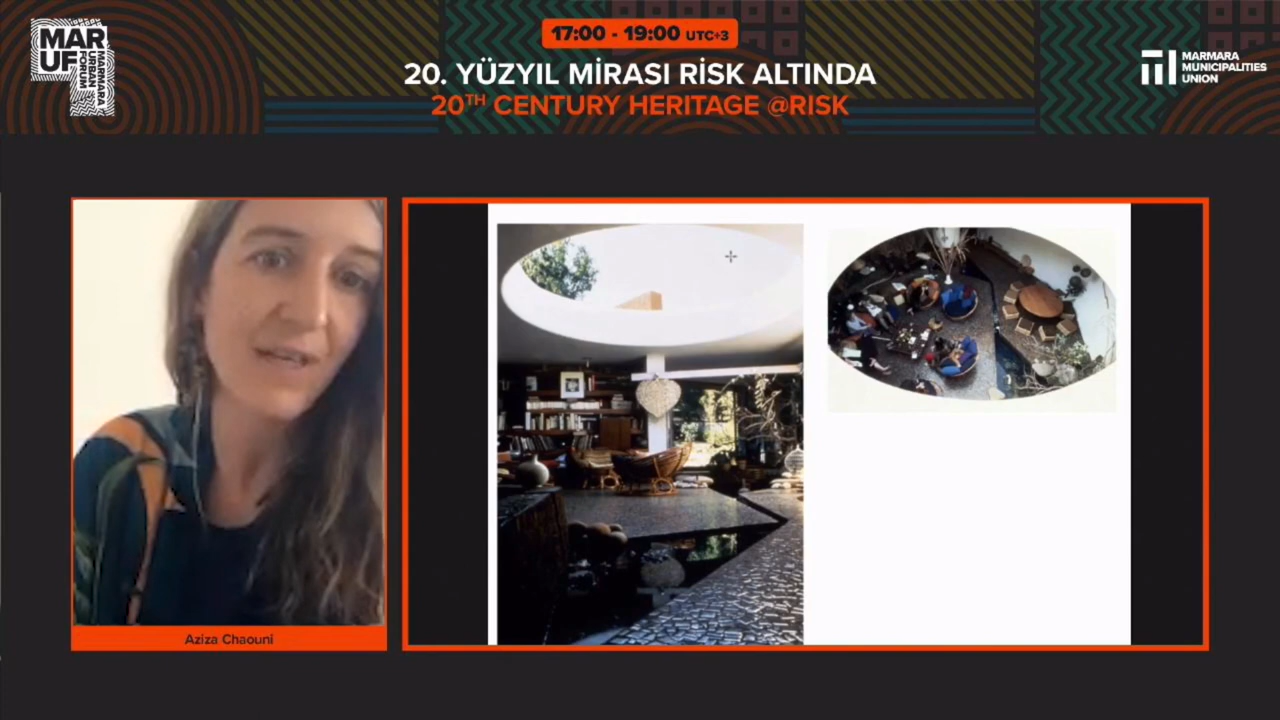 MAR
UF
MARMARA
URBAN
FORUM
17:00 - 19:00 UTC+3
20. YÜZYIL MİRASI RİSK ALTINDA
20TH CENTURY HERITAGE @RISK
MARMARA
MUNICIPALITIES
UNION
Aziza Chaouni